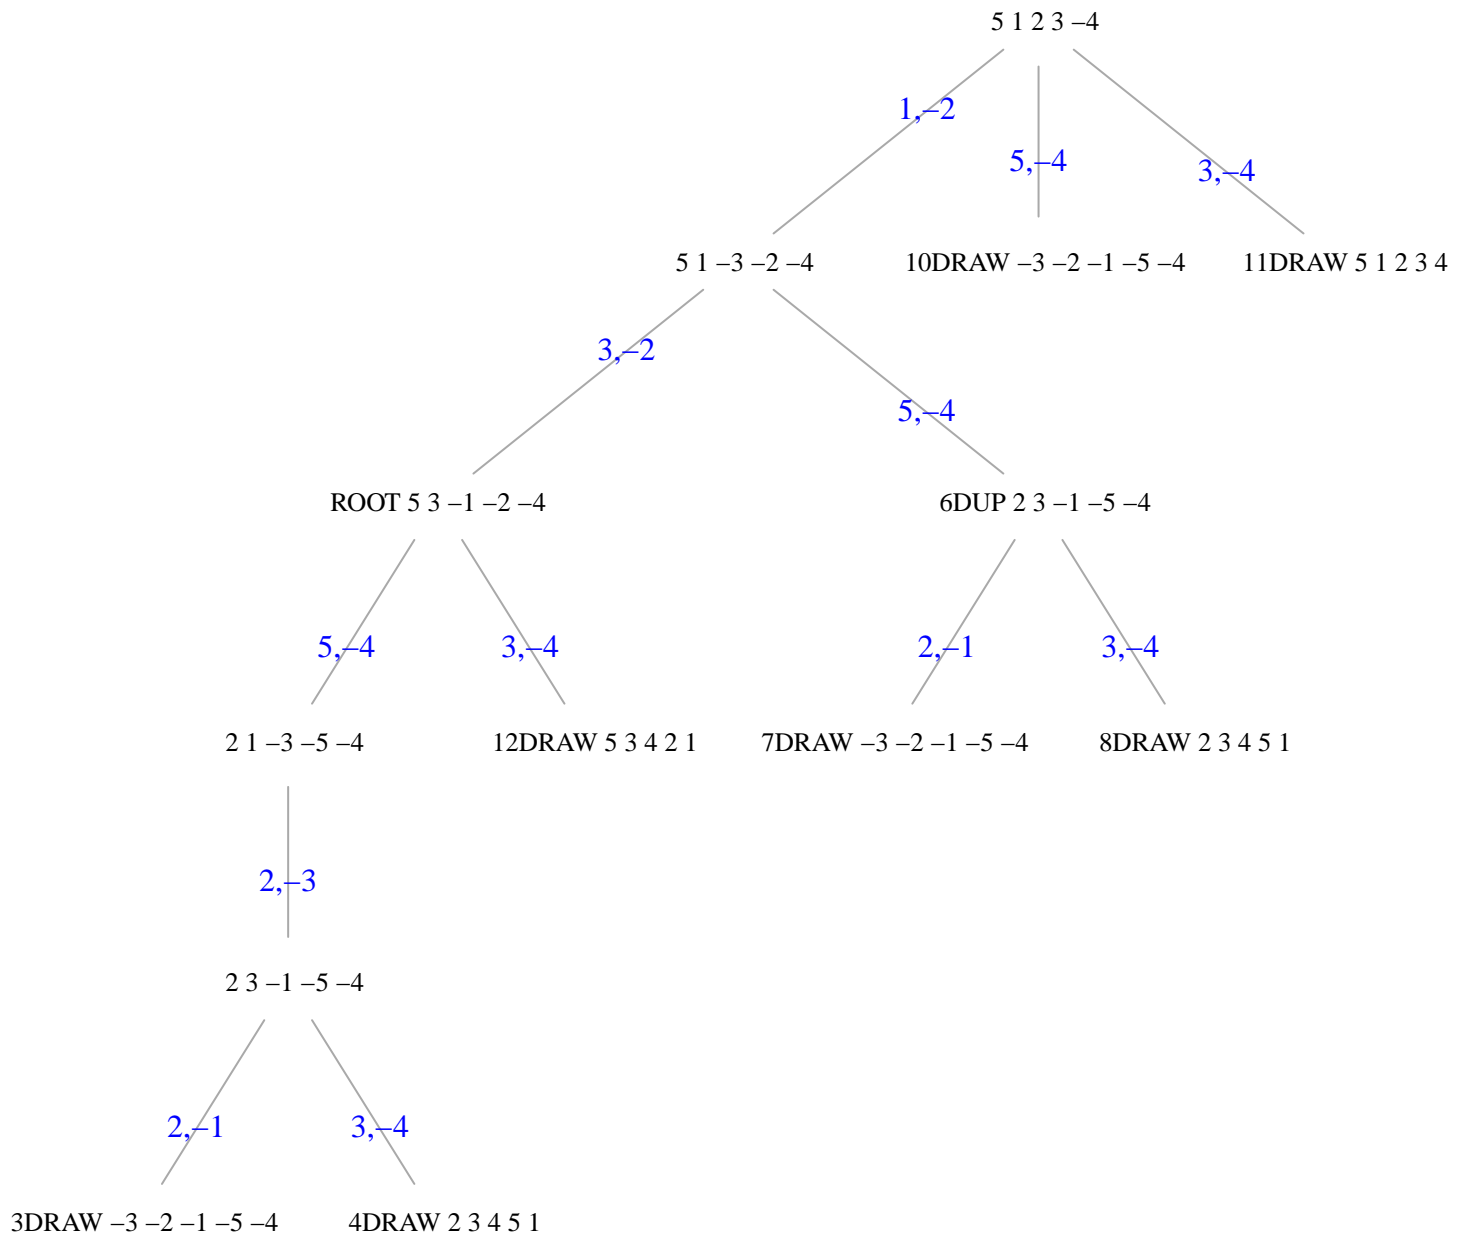 5 1 2 3 –4
1,–2
5,–4
3,–4
5 1 –3 –2 –4
10DRAW –3 –2 –1 –5 –4
11DRAW 5 1 2 3 4
3,–2
5,–4
ROOT 5 3 –1 –2 –4
6DUP 2 3 –1 –5 –4
5,–4
3,–4
2,–1
3,–4
2 1 –3 –5 –4
12DRAW 5 3 4 2 1
7DRAW –3 –2 –1 –5 –4
8DRAW 2 3 4 5 1
2,–3
2 3 –1 –5 –4
2,–1
3,–4
3DRAW –3 –2 –1 –5 –4
4DRAW 2 3 4 5 1